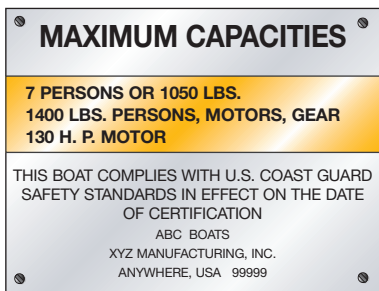 MAXIMUM CAPACITIES
7 PERSONS OR 1050 LBS.
1400 LBS. PERSONS, MOTORS, GEAR
130 H. P. MOTOR
THIS BOAT COMPLIES WITH U.S. COAST GUARD
SAFETY STANDARDS IN EFFECT ON THE DATE
OF CERTIFICATION
ABC BOATS
XYZ MANUFACTURING, INC.
ANYWHERE, USA 99999